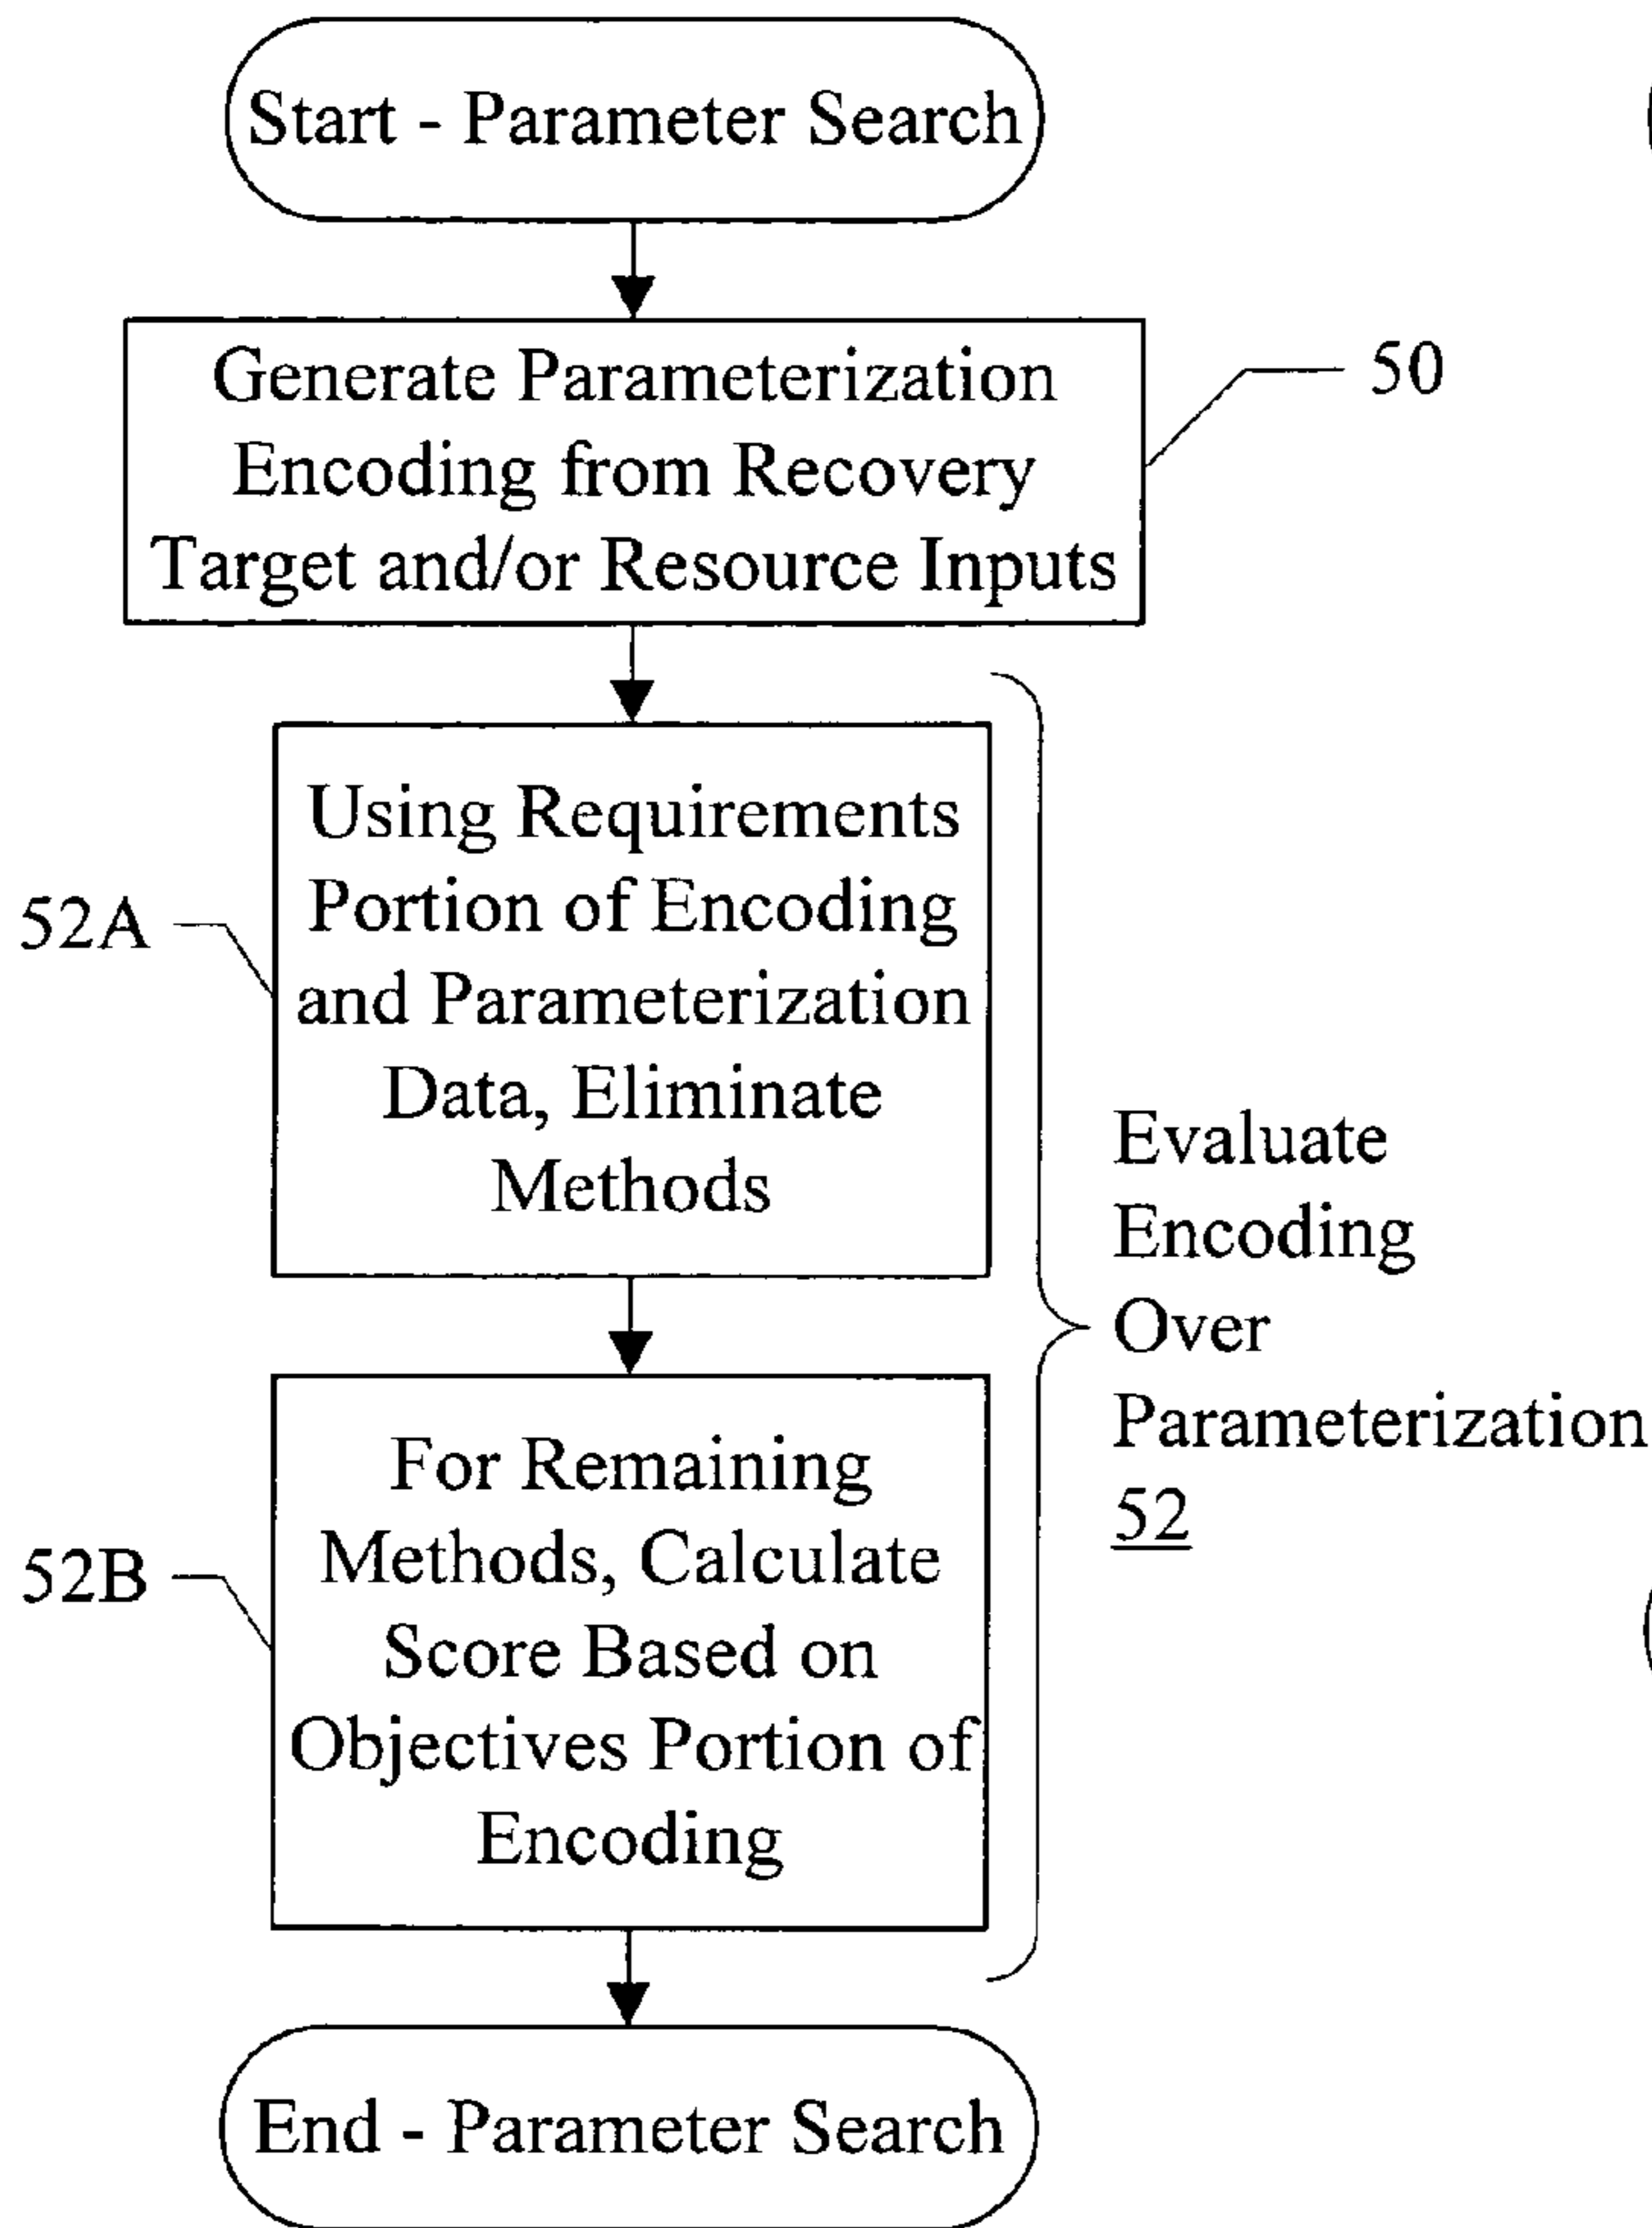 Start - Parameter Search
Generate Parameterization
Encoding from Recovery
Target and/or Resource Inputs
50
Using Requirements
Portion of Encoding
and Parameterization
Data, Eliminate
Methods
52A
For Remaining
Methods, Calculate
Score Based on
Objectives Portion of
Encoding
52B
Evaluate
Encoding
Over
Parameterization
52
End - Parameter Search